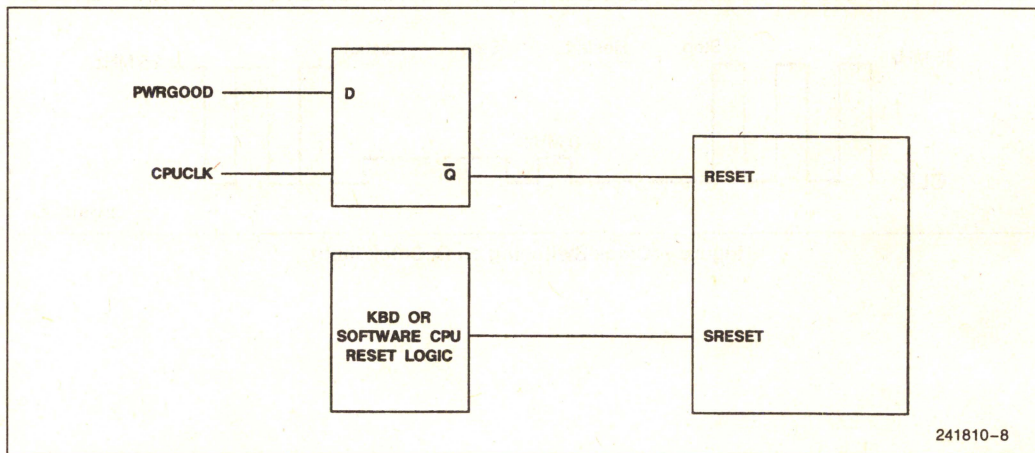 PWRGOOD
D
CPUCLK
Q̅
RESET
KBD OR
SOFTWARE CPU
RESET LOGIC
SRESET
241810-8